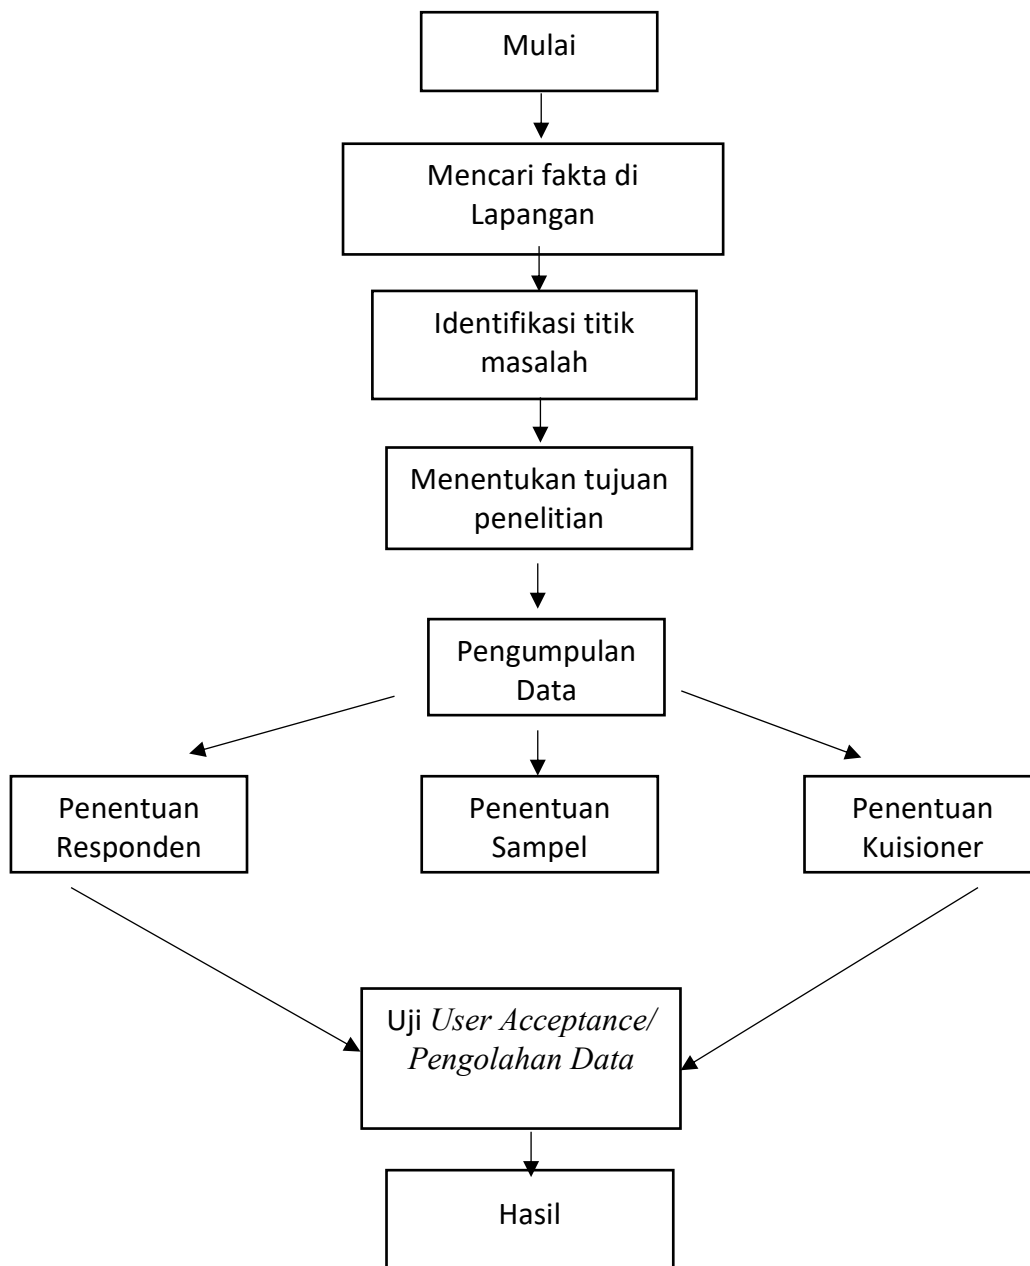 Mulai
Mencari fakta di
Lapangan
Identifikasi titik
masalah
Menentukan tujuan
penelitian
Pengumpulan
Data
Penentuan
Responden
Penentuan
Sampel
Penentuan
Kuisioner
Uji User Acceptance/
Pengolahan Data
Hasil